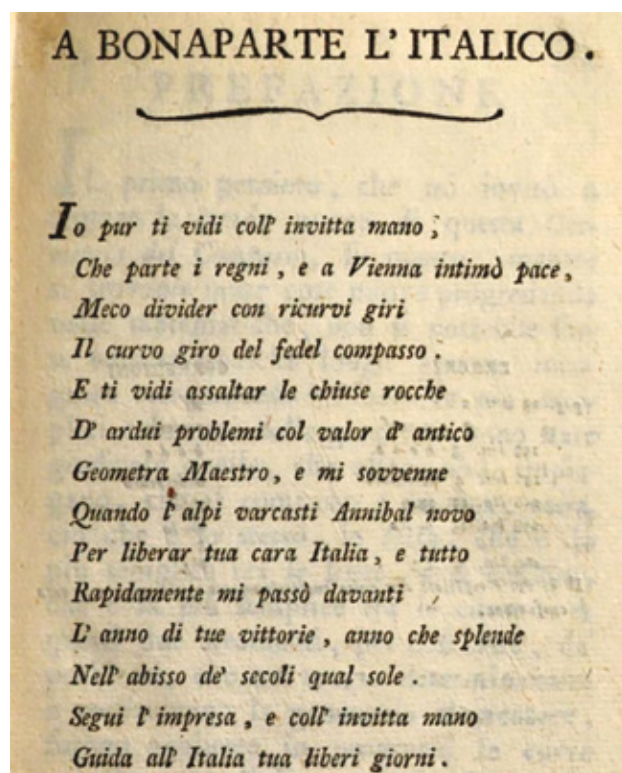 A BONAPARTE L' ITALICO.
Io pur ti vidi coll' invitta mano ;
Che parte i regni , e a Vienna intimò pace ,
Meco divider con ricurvi giri
Il curvo giro del fedel compasso .
E ti vidi assaltar le chiuse rocche
D' ardui problemi col valor d' antico
Geometra Maestro , e mi sovvenne
Quando l' alpi varcasti Annibal novo
Per liberar tua cara Italia , e tutto
Rapidamente mi passò davanti
L' anno di tue vittorie , anno che splende
Nell' abisso de' secoli qual sole .
Segui l' impresa , e coll' invitta mano
Guida all' Italia tua liberi giorni .